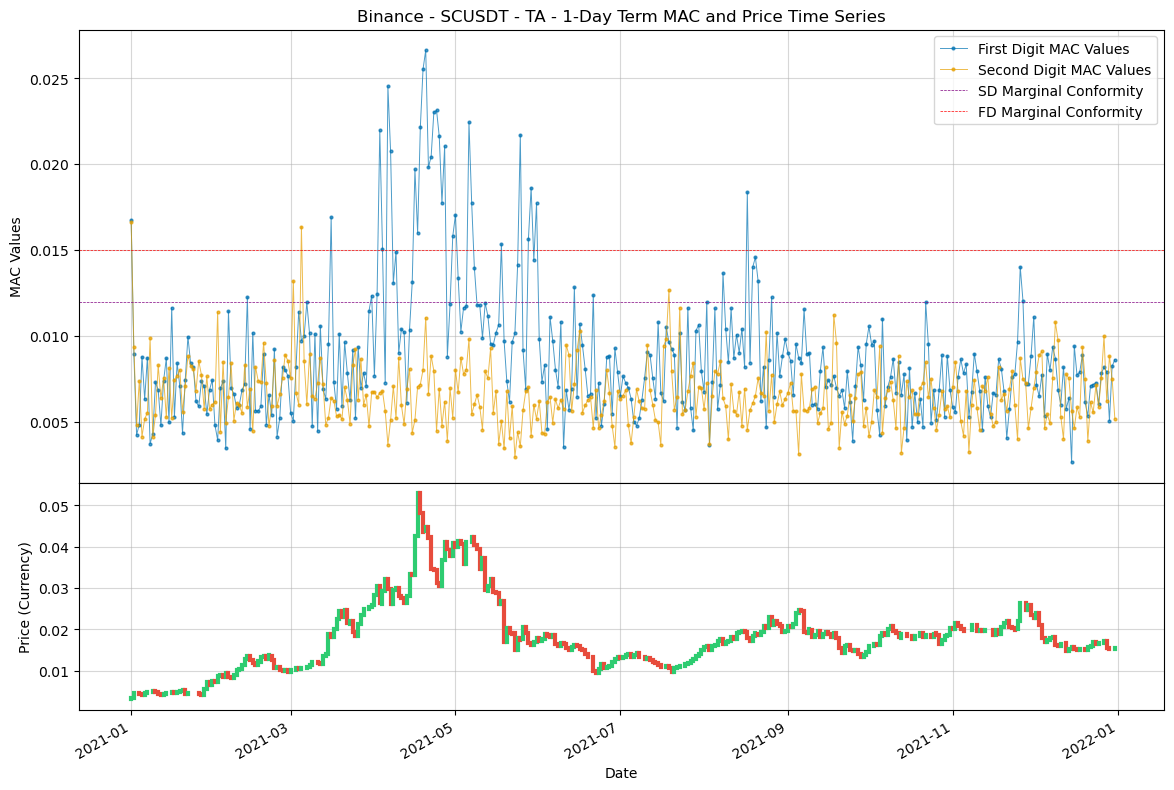 Binance - SCUSDT - TA - 1-Day Term MAC and Price Time Series
First Digit MAC Values
Second Digit MAC Values
SD Marginal Conformity
FD Marginal Conformity
MAC Values
0.025
0.020
0.015
0.010
0.005
Price (Currency)
0.05
0.04
0.03
0.02
0.01
2021-01
2021-03
2021-05
2021-07
2021-09
2021-11
2022-01
Date